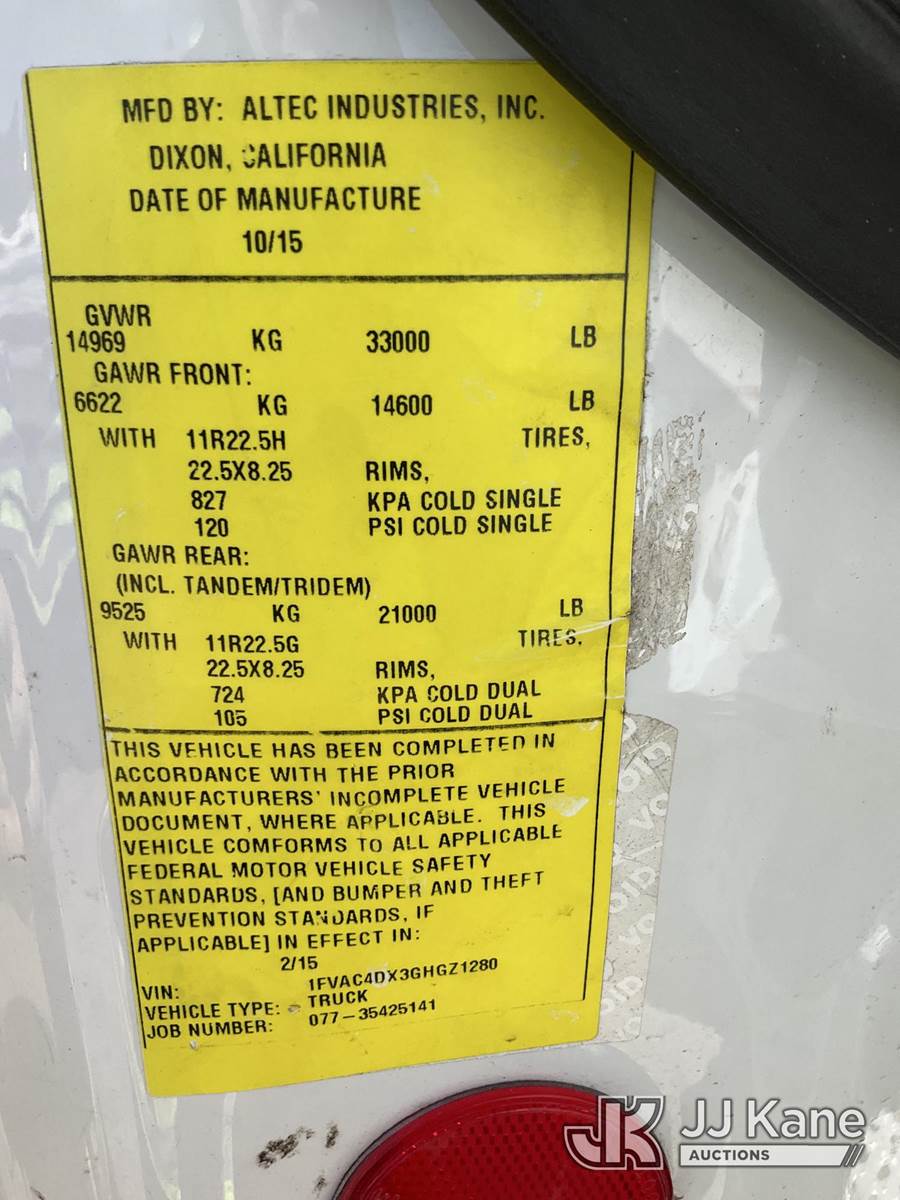 MFD BY: ALTEC INDUSTRIES, INC.
DIXON, CALIFORNIA
DATE OF MANUFACTURE
10/15
GVWR
14969 KG 33000 LB
GAWR FRONT:
6622 KG 14600 LB
WITH 11R22.5H TIRES,
22.5X8.25 RIMS,
827 KPA COLD SINGLE
120 PSI COLD SINGLE
GAWR REAR:
(INCL. TANDEM/TRIDEM)
9525 KG 21000 LB
WITH 11R22.5G TIRES,
22.5X8.25 RIMS,
724 KPA COLD DUAL
105 PSI COLD DUAL
THIS VEHICLE HAS BEEN COMPLETED IN
ACCORDANCE WITH THE PRIOR
MANUFACTURERS' INCOMPLETE VEHICLE
DOCUMENT, WHERE APPLICABLE. THIS
VEHICLE COMFORMS TO ALL APPLICABLE
FEDERAL MOTOR VEHICLE SAFETY
STANDARDS, [AND BUMPER AND THEFT
PREVENTION STANDARDS, IF
APPLICABLE] IN EFFECT IN:
2/15
VIN: 1FVAC4DX3GHGZ1280
VEHICLE TYPE: TRUCK
JOB NUMBER: 077-35425141
VOID
JK JJ Kane
AUCTIONS